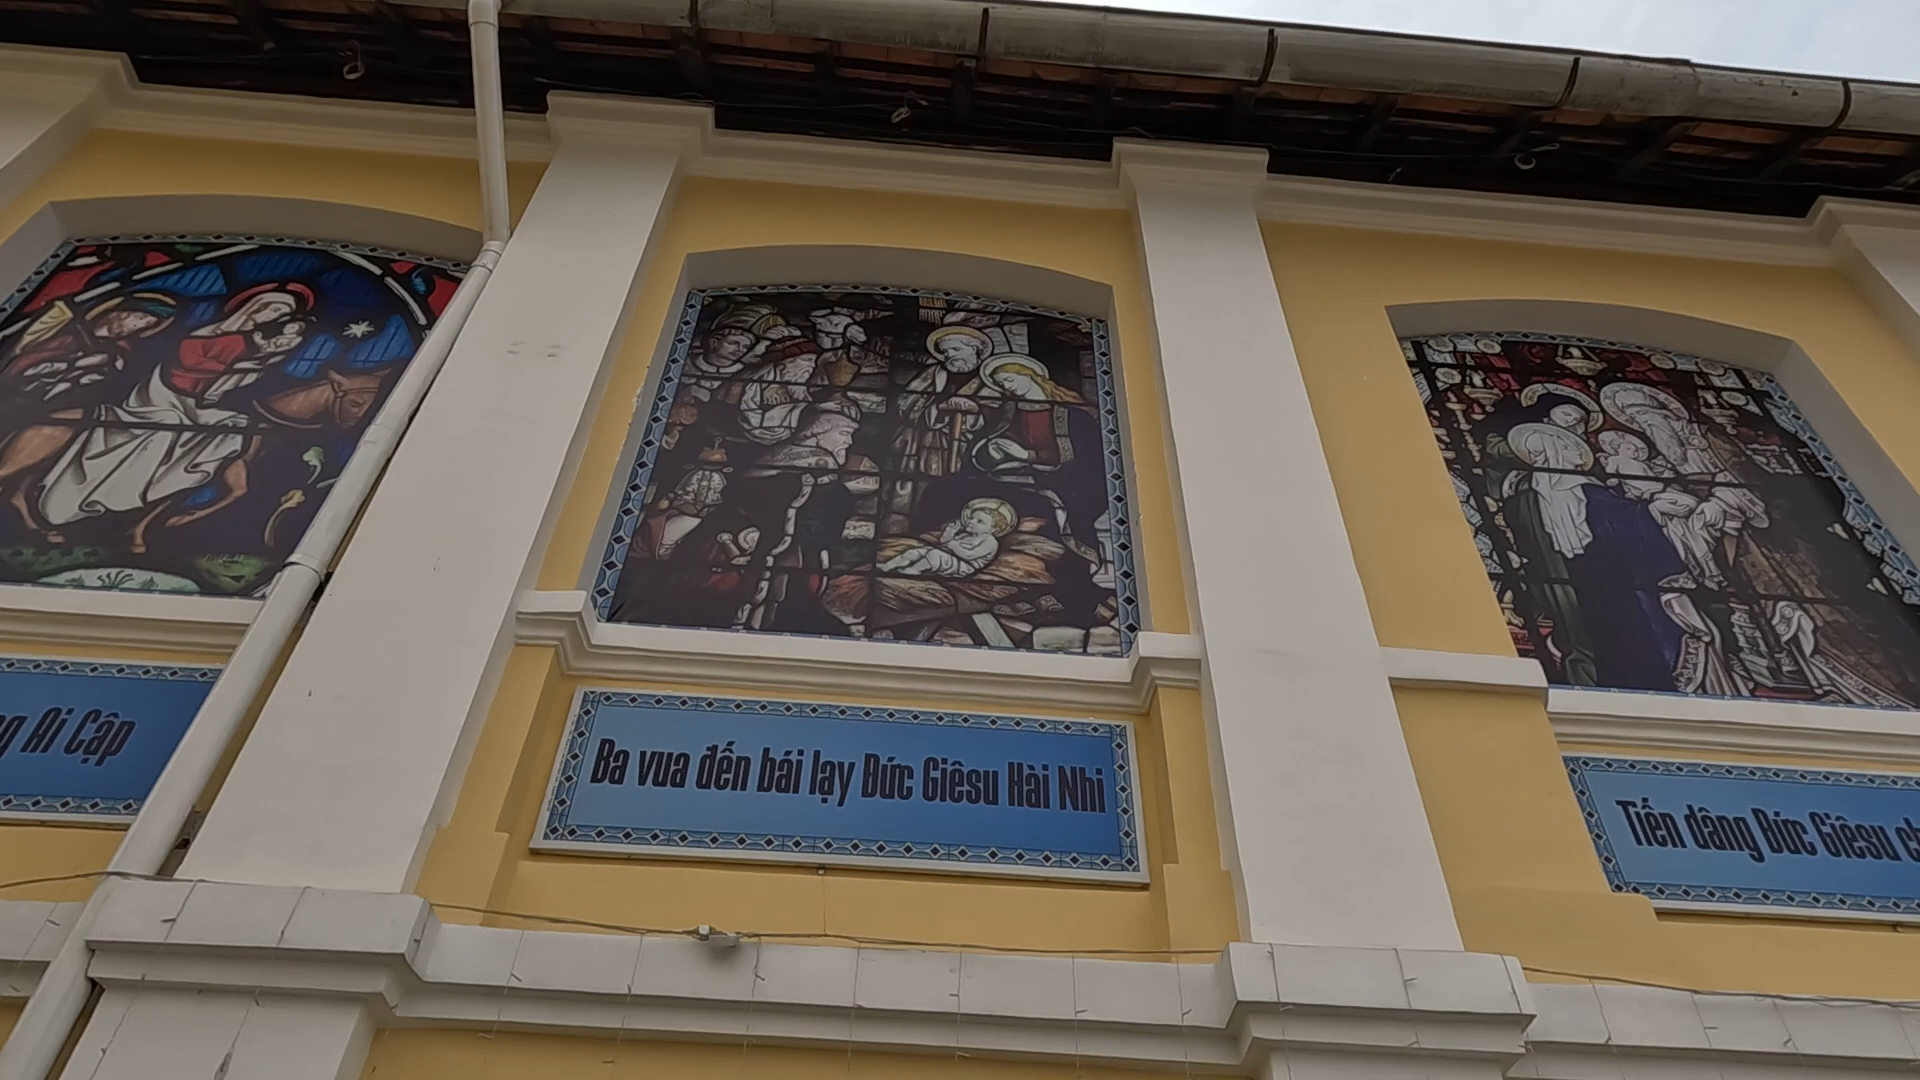 Ai Cập
Ba vua đến bái lạy Đức Giêsu Hài Nhi
Tiến dâng Đức Giêsu